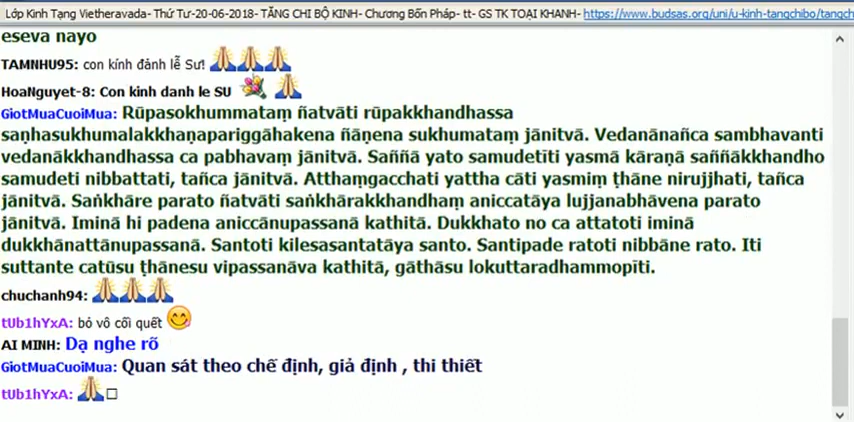 Lớp Kinh Tạng Vietheravada- Thứ Tư-20-06-2018- TĂNG CHI BỘ KINH- Chương Bốn Pháp- tt- GS TK TOẠI KHANH- https://www.budsas.org/uni/u-kinh-tangchibo/tangch
eseva nayo
TAMNHU95: con kính đảnh lễ Sư! 🙏🙏🙏
HoaNguyet-8: Con kinh danh le SU 💐 🙏
GiotMuaCuoiMua: Rūpasokhummataṃ ñatvāti rūpakkhandhassa
saṇhasukhumalakkhaṇapariggāhakena ñāṇena sukhumataṃ jānitvā. Vedanānañca sambhavanti
vedanākkhandhassa ca pabhavaṃ jānitvā. Saññā yato samudetīti yasmā kāraṇā saññākkhandho
samudeti nibbattati, tañca jānitvā. Atthaṃgacchati yattha cāti yasmiṃ ṭhāne nirujjhati, tañca
jānitvā. Saṅkhāre parato ñatvāti saṅkhārakkhandhaṃ aniccatāya lujjanabhāvena parato
jānitvā. Iminā hi padena aniccānupassanā kathitā. Dukkhato no ca attatoti iminā
dukkhānattānupassanā. Santoti kilesasantatāya santo. Santipade ratoti nibbāne rato. Iti
suttante catūsu ṭhānesu vipassanāva kathitā, gāthāsu lokuttaradhammopīti.
chuchanh94: 🙏🙏🙏
tUb1hYxA: bỏ vô cối quết 😋
AI MINH: Dạ nghe rõ
GiotMuaCuoiMua: Quan sát theo chế định, giả định , thi thiết
tUb1hYxA: 🙏□